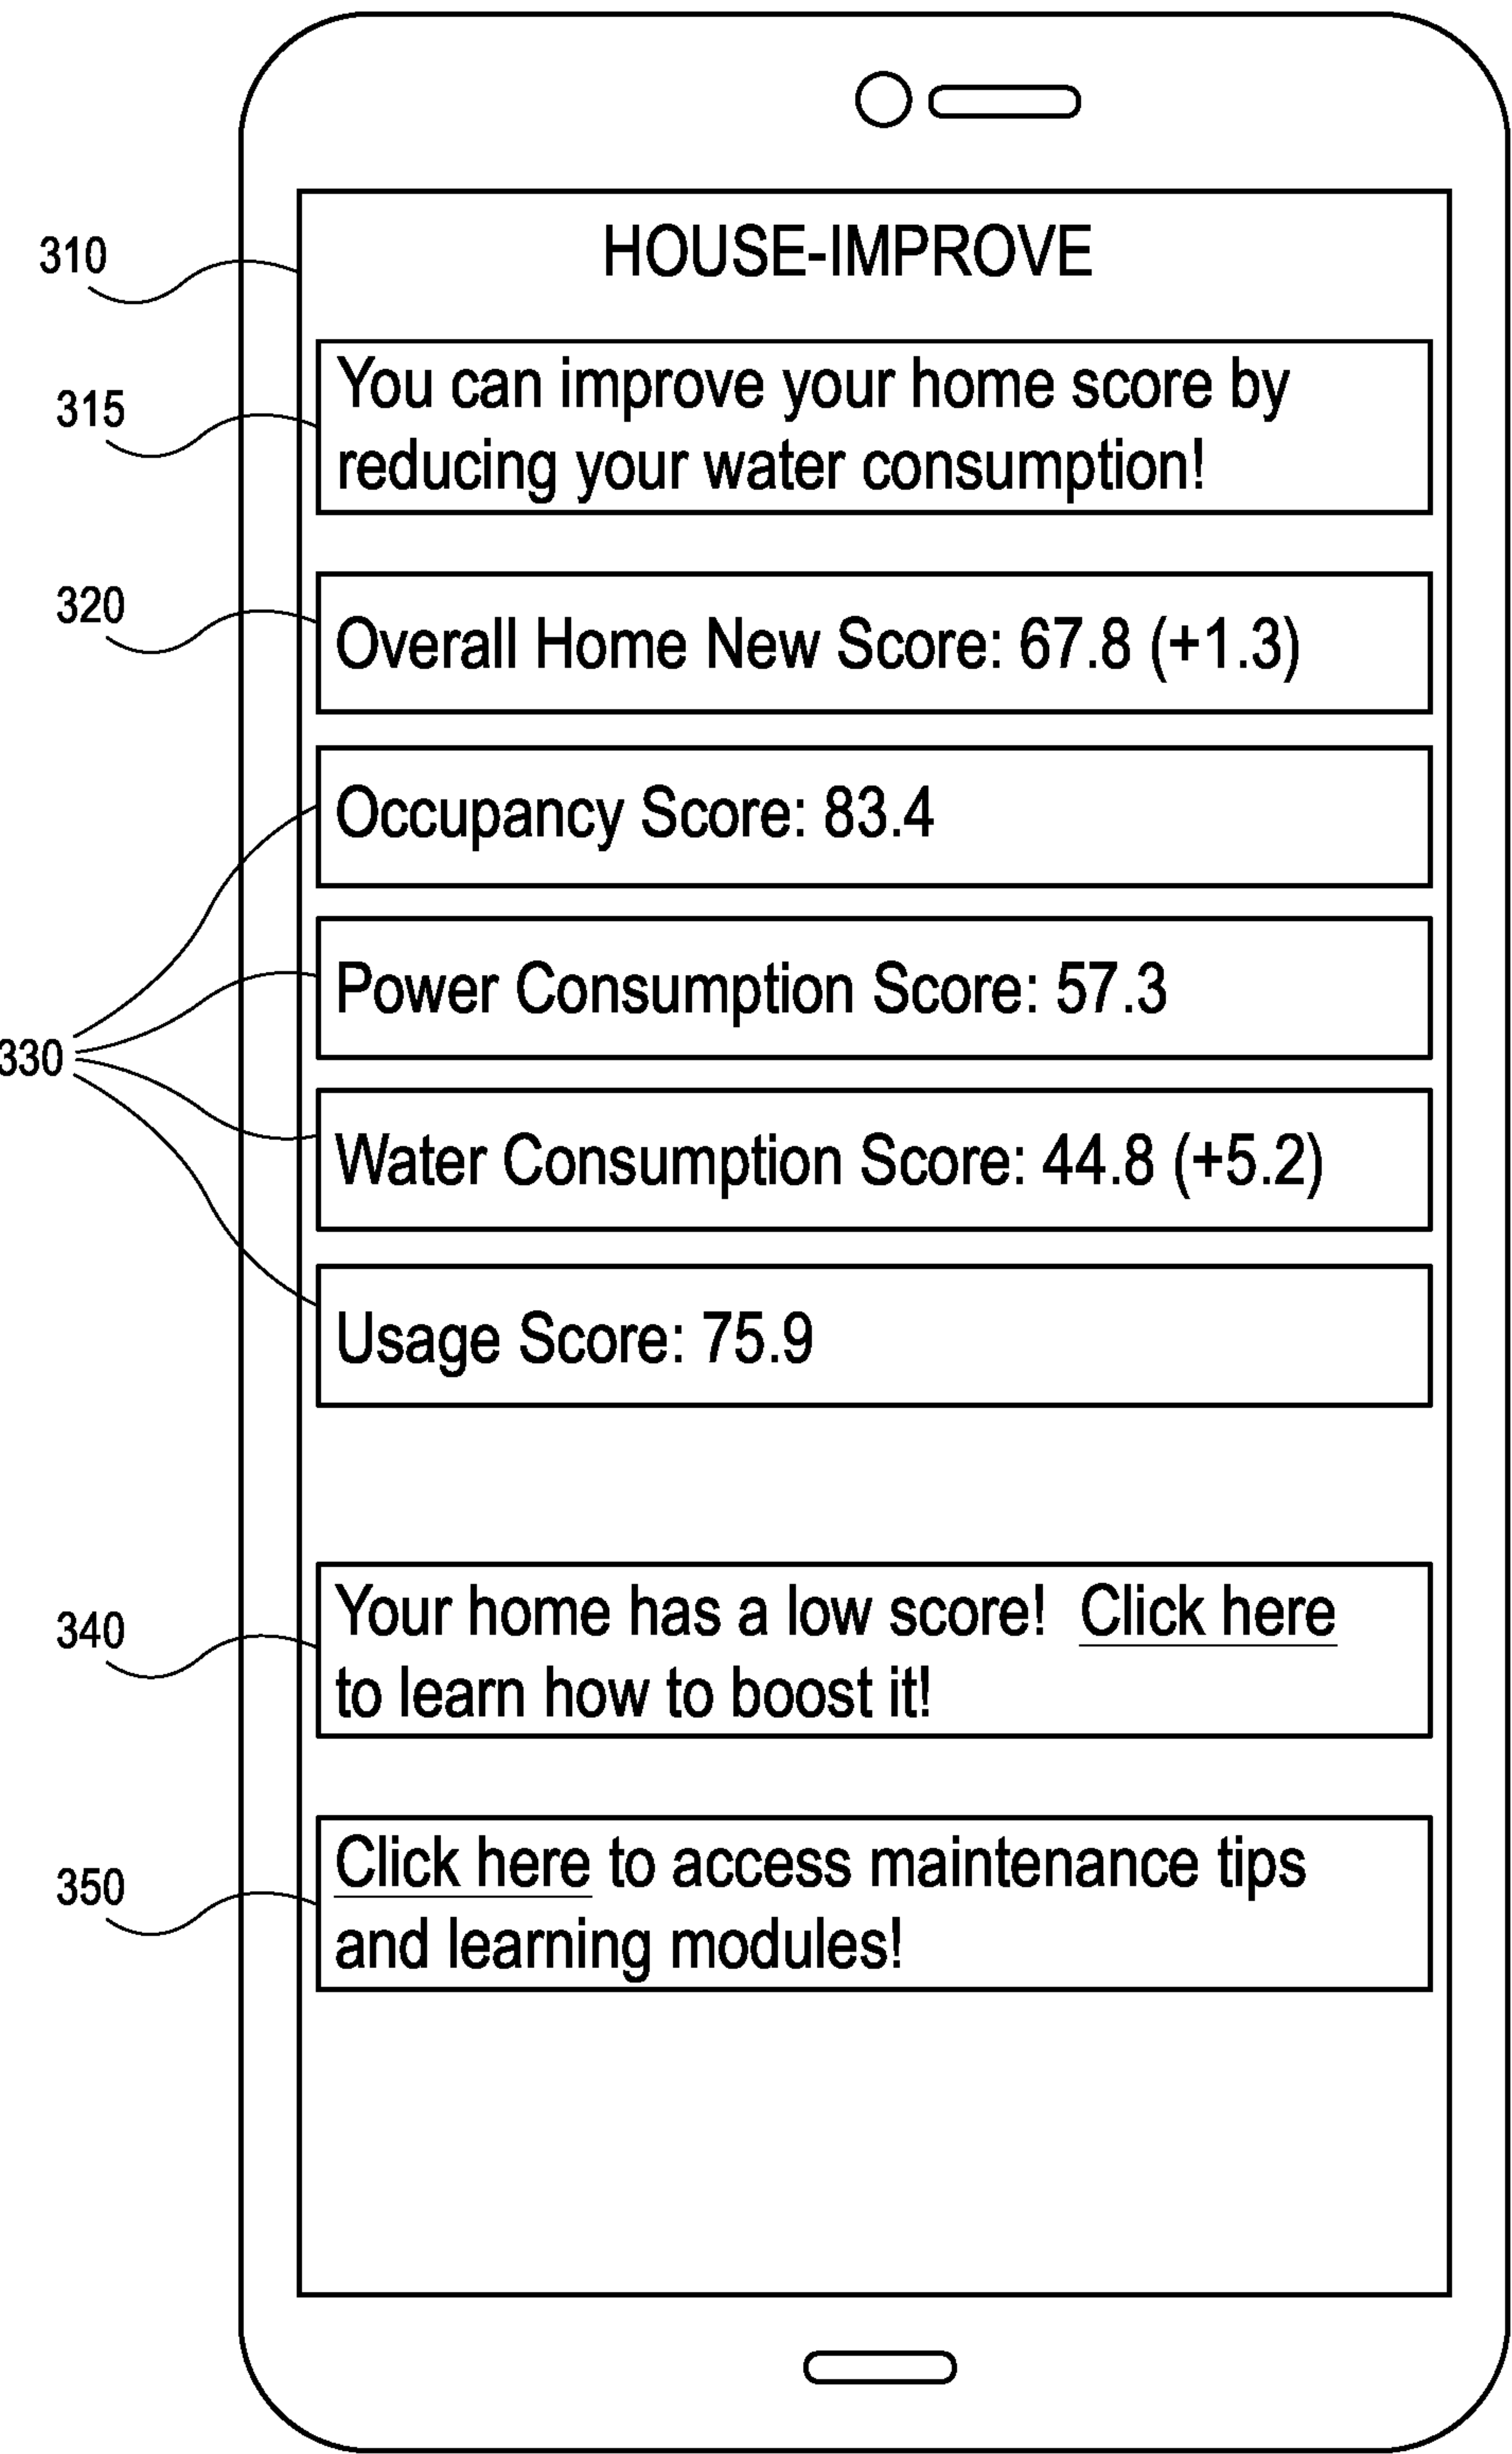 HOUSE-IMPROVE
310
You can improve your home score by
reducing your water consumption!
315
320
Overall Home New Score: 67.8 (+1.3)
Occupancy Score: 83.4
Power Consumption Score: 57.3
330
Water Consumption Score: 44.8 (+5.2)
Usage Score: 75.9
340
Your home has a low score! Click here
to learn how to boost it!
350
Click here to access maintenance tips
and learning modules!